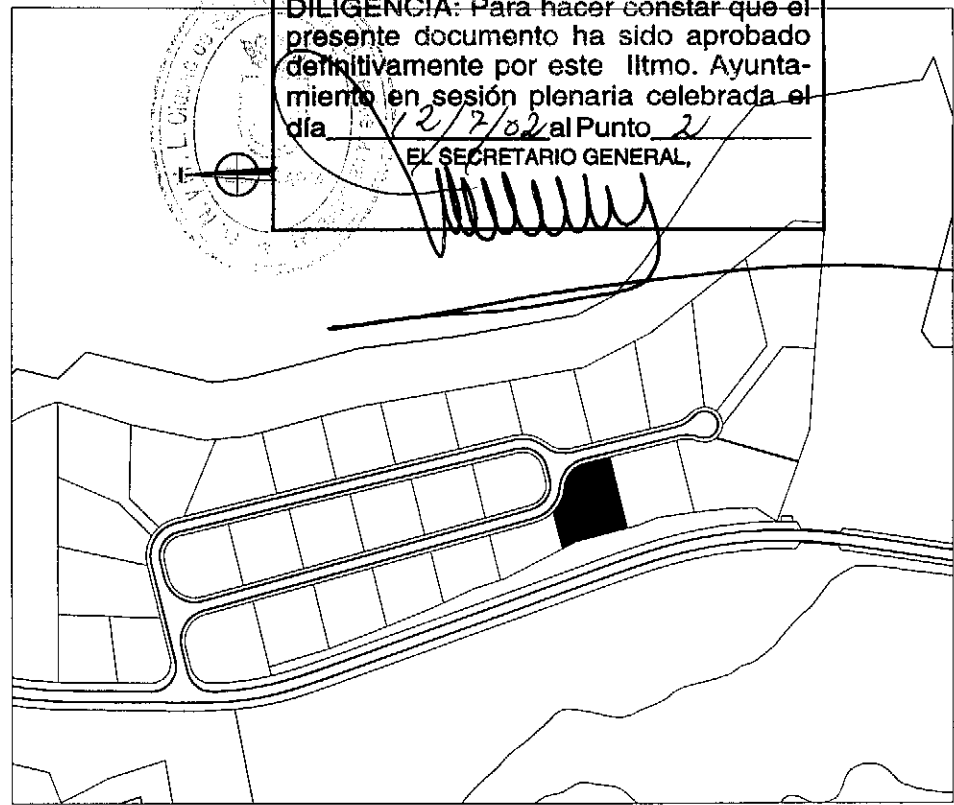 DILIGENCIA: Para hacer constar que el
presente documento ha sido aprobado
definitivamente por este Iltmo. Ayunta-
miento en sesión plenaria celebrada el
día 12/7/02 al Punto 2
EL SECRETARIO GENERAL,